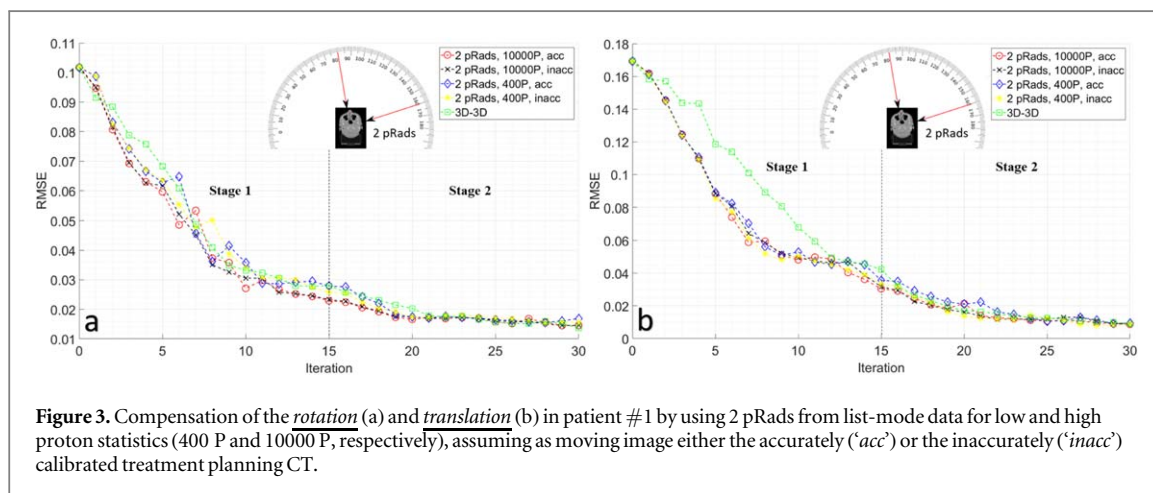 0.11
0.1
0.09
0.08
0.07
0.06
0.05
0.04
0.03
0.02
0.01
RMSE
0 5 10 15 20 25 30
Iteration
a
Stage 1
Stage 2
2 pRads
2 pRads, 10000P, acc
2 pRads, 10000P, inacc
2 pRads, 400P, acc
2 pRads, 400P, inacc
3D-3D
0.18
0.16
0.14
0.12
0.1
0.08
0.06
0.04
0.02
0
RMSE
0 5 10 15 20 25 30
Iteration
b
Stage 1
Stage 2
2 pRads
2 pRads, 10000P, acc
2 pRads, 10000P, inacc
2 pRads, 400P, acc
2 pRads, 400P, inacc
3D-3D
Figure 3. Compensation of the rotation (a) and translation (b) in patient #1 by using 2 pRads from list-mode data for low and high
proton statistics (400 P and 10000 P, respectively), assuming as moving image either the accurately (‘acc’) or the inaccurately (‘inacc’)
calibrated treatment planning CT.